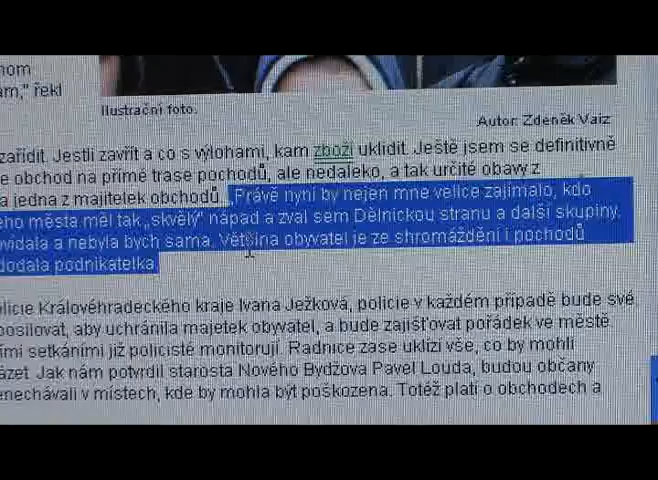 nom
am," řekl
Ilustrační foto.
Autor: Zdeněk Vaiz
zařídit. Jestli zavřít a co s výlohami, kam zboží uklidit. Ještě jsem se definitivně
e obchod na přímé trase pochodů, ale nedaleko, a tak určité obavy z
a jedna z majitelek obchodů. „Právě nyní by nejen mne velice zajímalo, kdo
eho města měl tak „skvělý" nápad a zval sem Dělnickou stranu a další skupiny.
ovídala a nebyla bych sama. Většina obyvatel je ze shromáždění i pochodů
dodala podnikatelka.
olicie Královéhradeckého kraje Ivana Ježková, policie v každém případě bude své
posilovat, aby uchránila majetek obyvatel, a bude zajišťovat pořádek ve městě.
ími setkáními již policisté monitorují. Radnice zase uklízí vše, co by mohli
ázet. Jak nám potvrdil starosta Nového Bydžova Pavel Louda, budou občany
enechávali v místech, kde by mohla být poškozena. Totéž platí o obchodech a